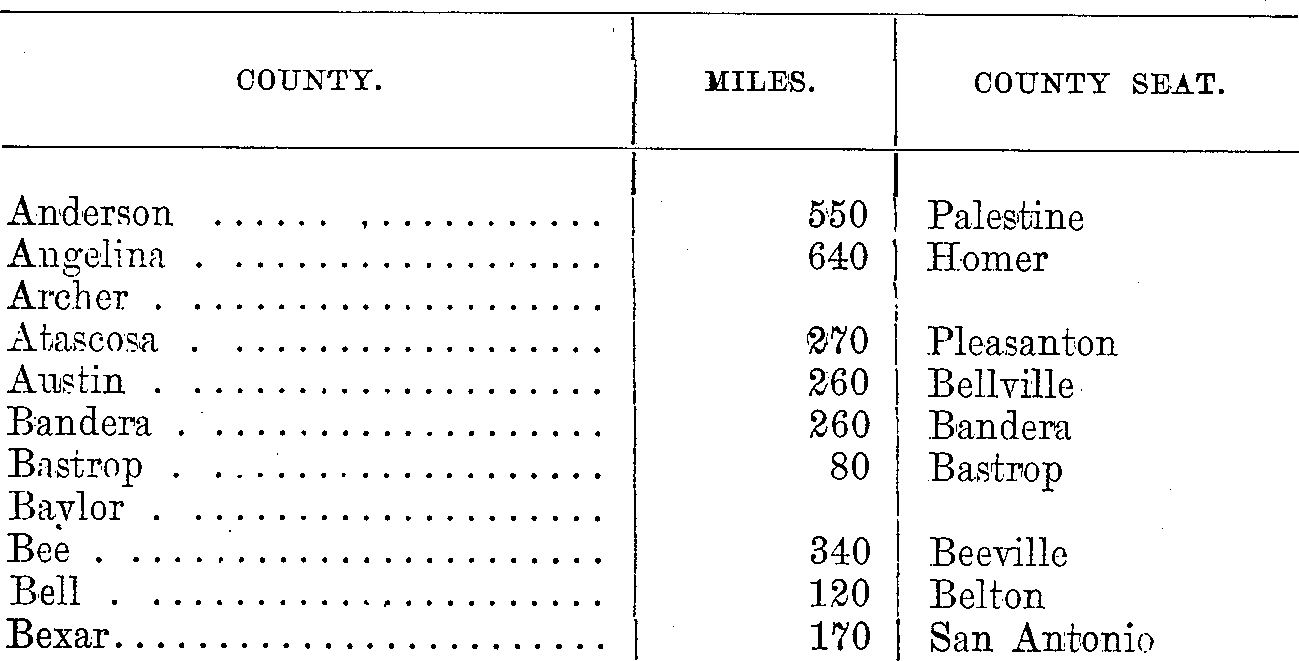 COUNTY. MILES. COUNTY SEAT.
Anderson ...... , ............ 550 Palestine
Angelina . .................. 640 Homer
Archer . ....................
Atascosa . .................. 270 Pleasanton
Austin . .................... 260 Bellville
Bandera . ................... 260 Bandera
Bastrop . ................... 80 Bastrop
Baylor . ....................
Bee . ....................... 340 Beeville
Bell . ...................... 120 Belton
Bexar........................ 170 San Antonio